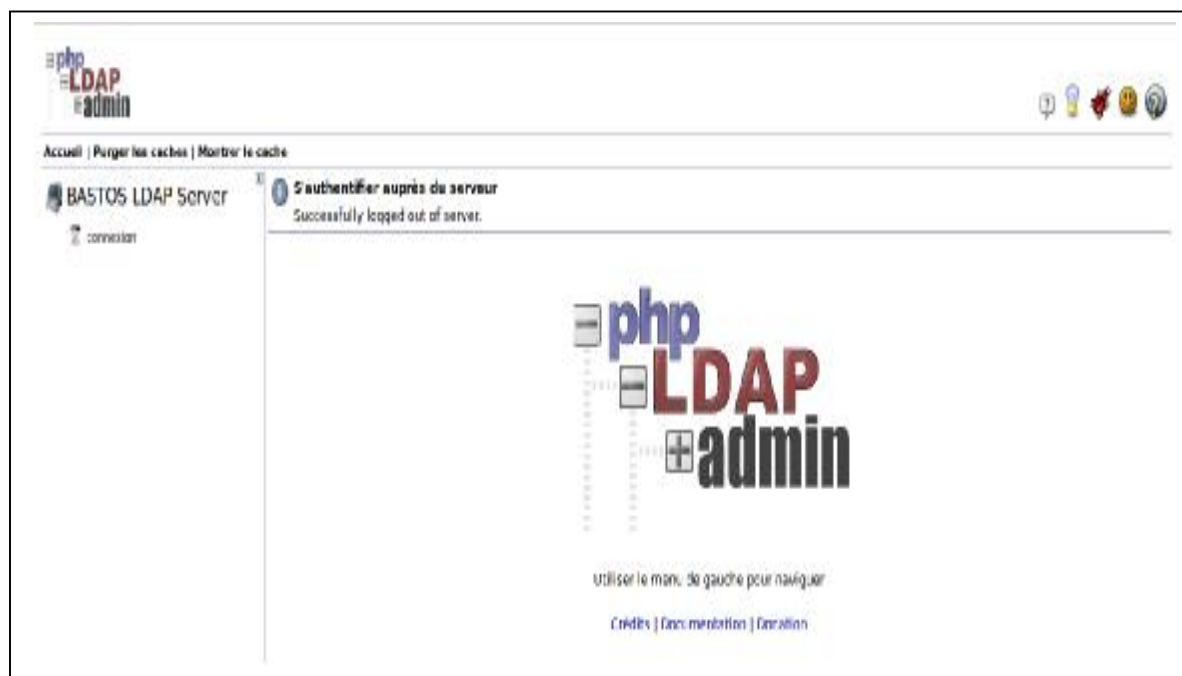 php
LDAP
admin
Accueil | Purger les caches | Montrer le cache
BASTOS LDAP Server
connexion
S'authentifier auprès du serveur
Successfully logged out of server.
php
LDAP
admin
Utiliser le menu de gauche pour naviguer
Crédits | Documentation | Donation